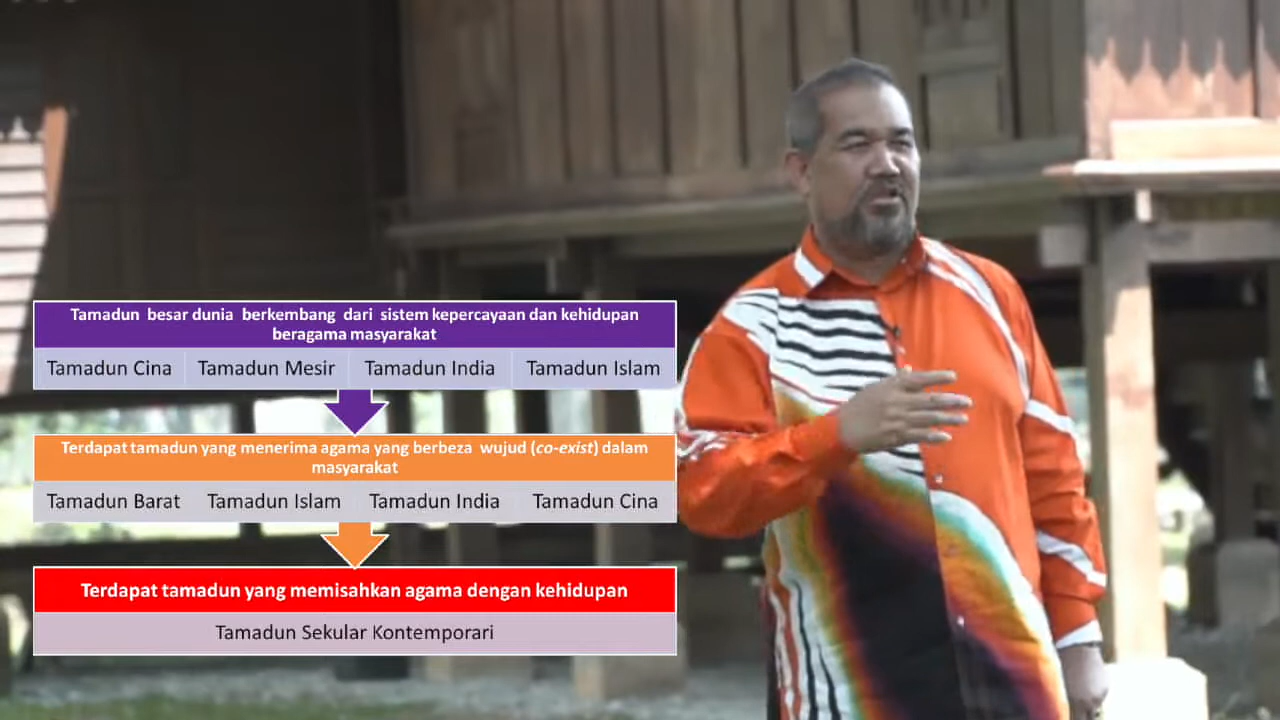 Tamadun besar dunia berkembang dari sistem kepercayaan dan kehidupan
beragama masyarakat
Tamadun Cina Tamadun Mesir Tamadun India Tamadun Islam
Terdapat tamadun yang menerima agama yang berbeza wujud (co-exist) dalam
masyarakat
Tamadun Barat Tamadun Islam Tamadun India Tamadun Cina
Terdapat tamadun yang memisahkan agama dengan kehidupan
Tamadun Sekular Kontemporari